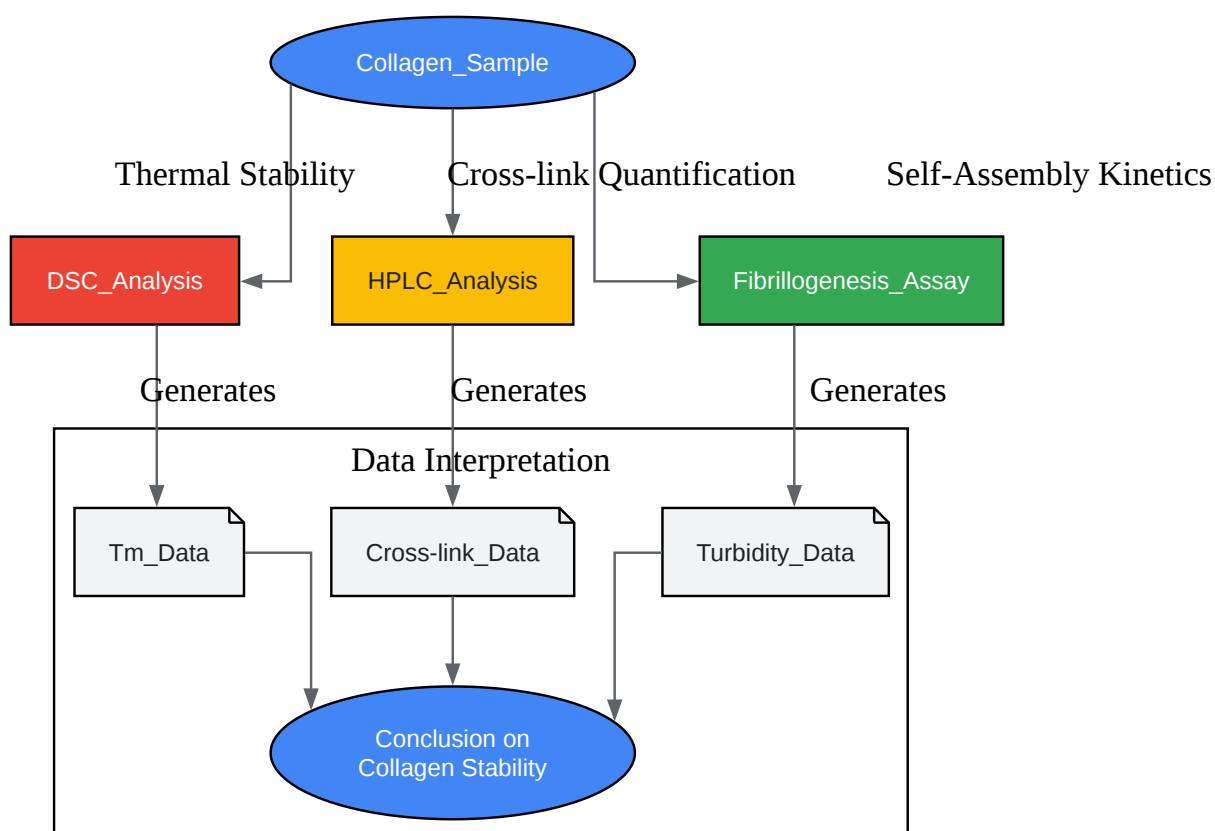 Collagen_Sample
Thermal Stability
Cross-link Quantification
Self-Assembly Kinetics
DSC_Analysis
HPLC_Analysis
Fibrillogenesis_Assay
Generates
Generates
Generates
Data Interpretation
Tm_Data
Cross-link_Data
Turbidity_Data
Conclusion on
Collagen Stability